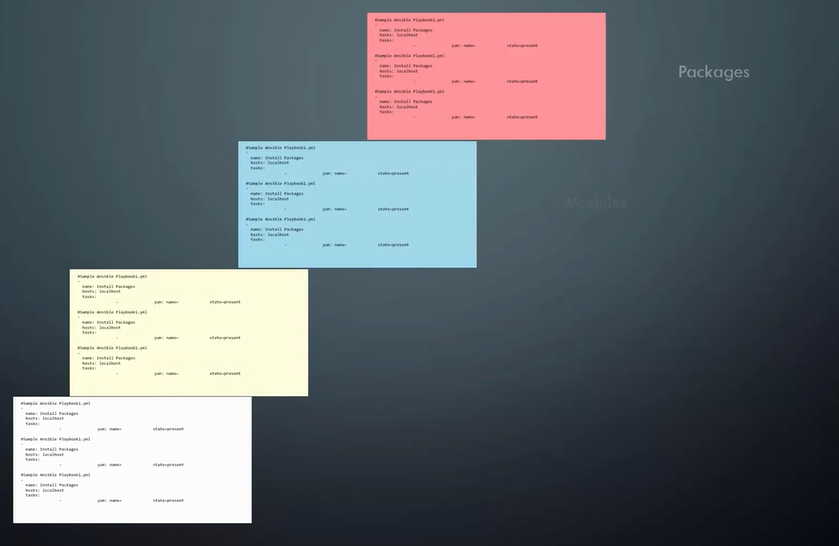 #Sample Ansible Playbook1.yml
-
name: Install Packages
hosts: localhost
tasks:
- yum: name= state=present
#Sample Ansible Playbook1.yml
-
name: Install Packages
hosts: localhost
tasks:
- yum: name= state=present
#Sample Ansible Playbook1.yml
-
name: Install Packages
hosts: localhost
tasks:
- yum: name= state=present
Packages
#Sample Ansible Playbook1.yml
-
name: Install Packages
hosts: localhost
tasks:
- yum: name= state=present
#Sample Ansible Playbook1.yml
-
name: Install Packages
hosts: localhost
tasks:
- yum: name= state=present
#Sample Ansible Playbook1.yml
-
name: Install Packages
hosts: localhost
tasks:
- yum: name= state=present
Modules
#Sample Ansible Playbook1.yml
-
name: Install Packages
hosts: localhost
tasks:
- yum: name= state=present
#Sample Ansible Playbook1.yml
-
name: Install Packages
hosts: localhost
tasks:
- yum: name= state=present
#Sample Ansible Playbook1.yml
-
name: Install Packages
hosts: localhost
tasks:
- yum: name= state=present
#Sample Ansible Playbook1.yml
-
name: Install Packages
hosts: localhost
tasks:
- yum: name= state=present
#Sample Ansible Playbook1.yml
-
name: Install Packages
hosts: localhost
tasks:
- yum: name= state=present
#Sample Ansible Playbook1.yml
-
name: Install Packages
hosts: localhost
tasks:
- yum: name= state=present